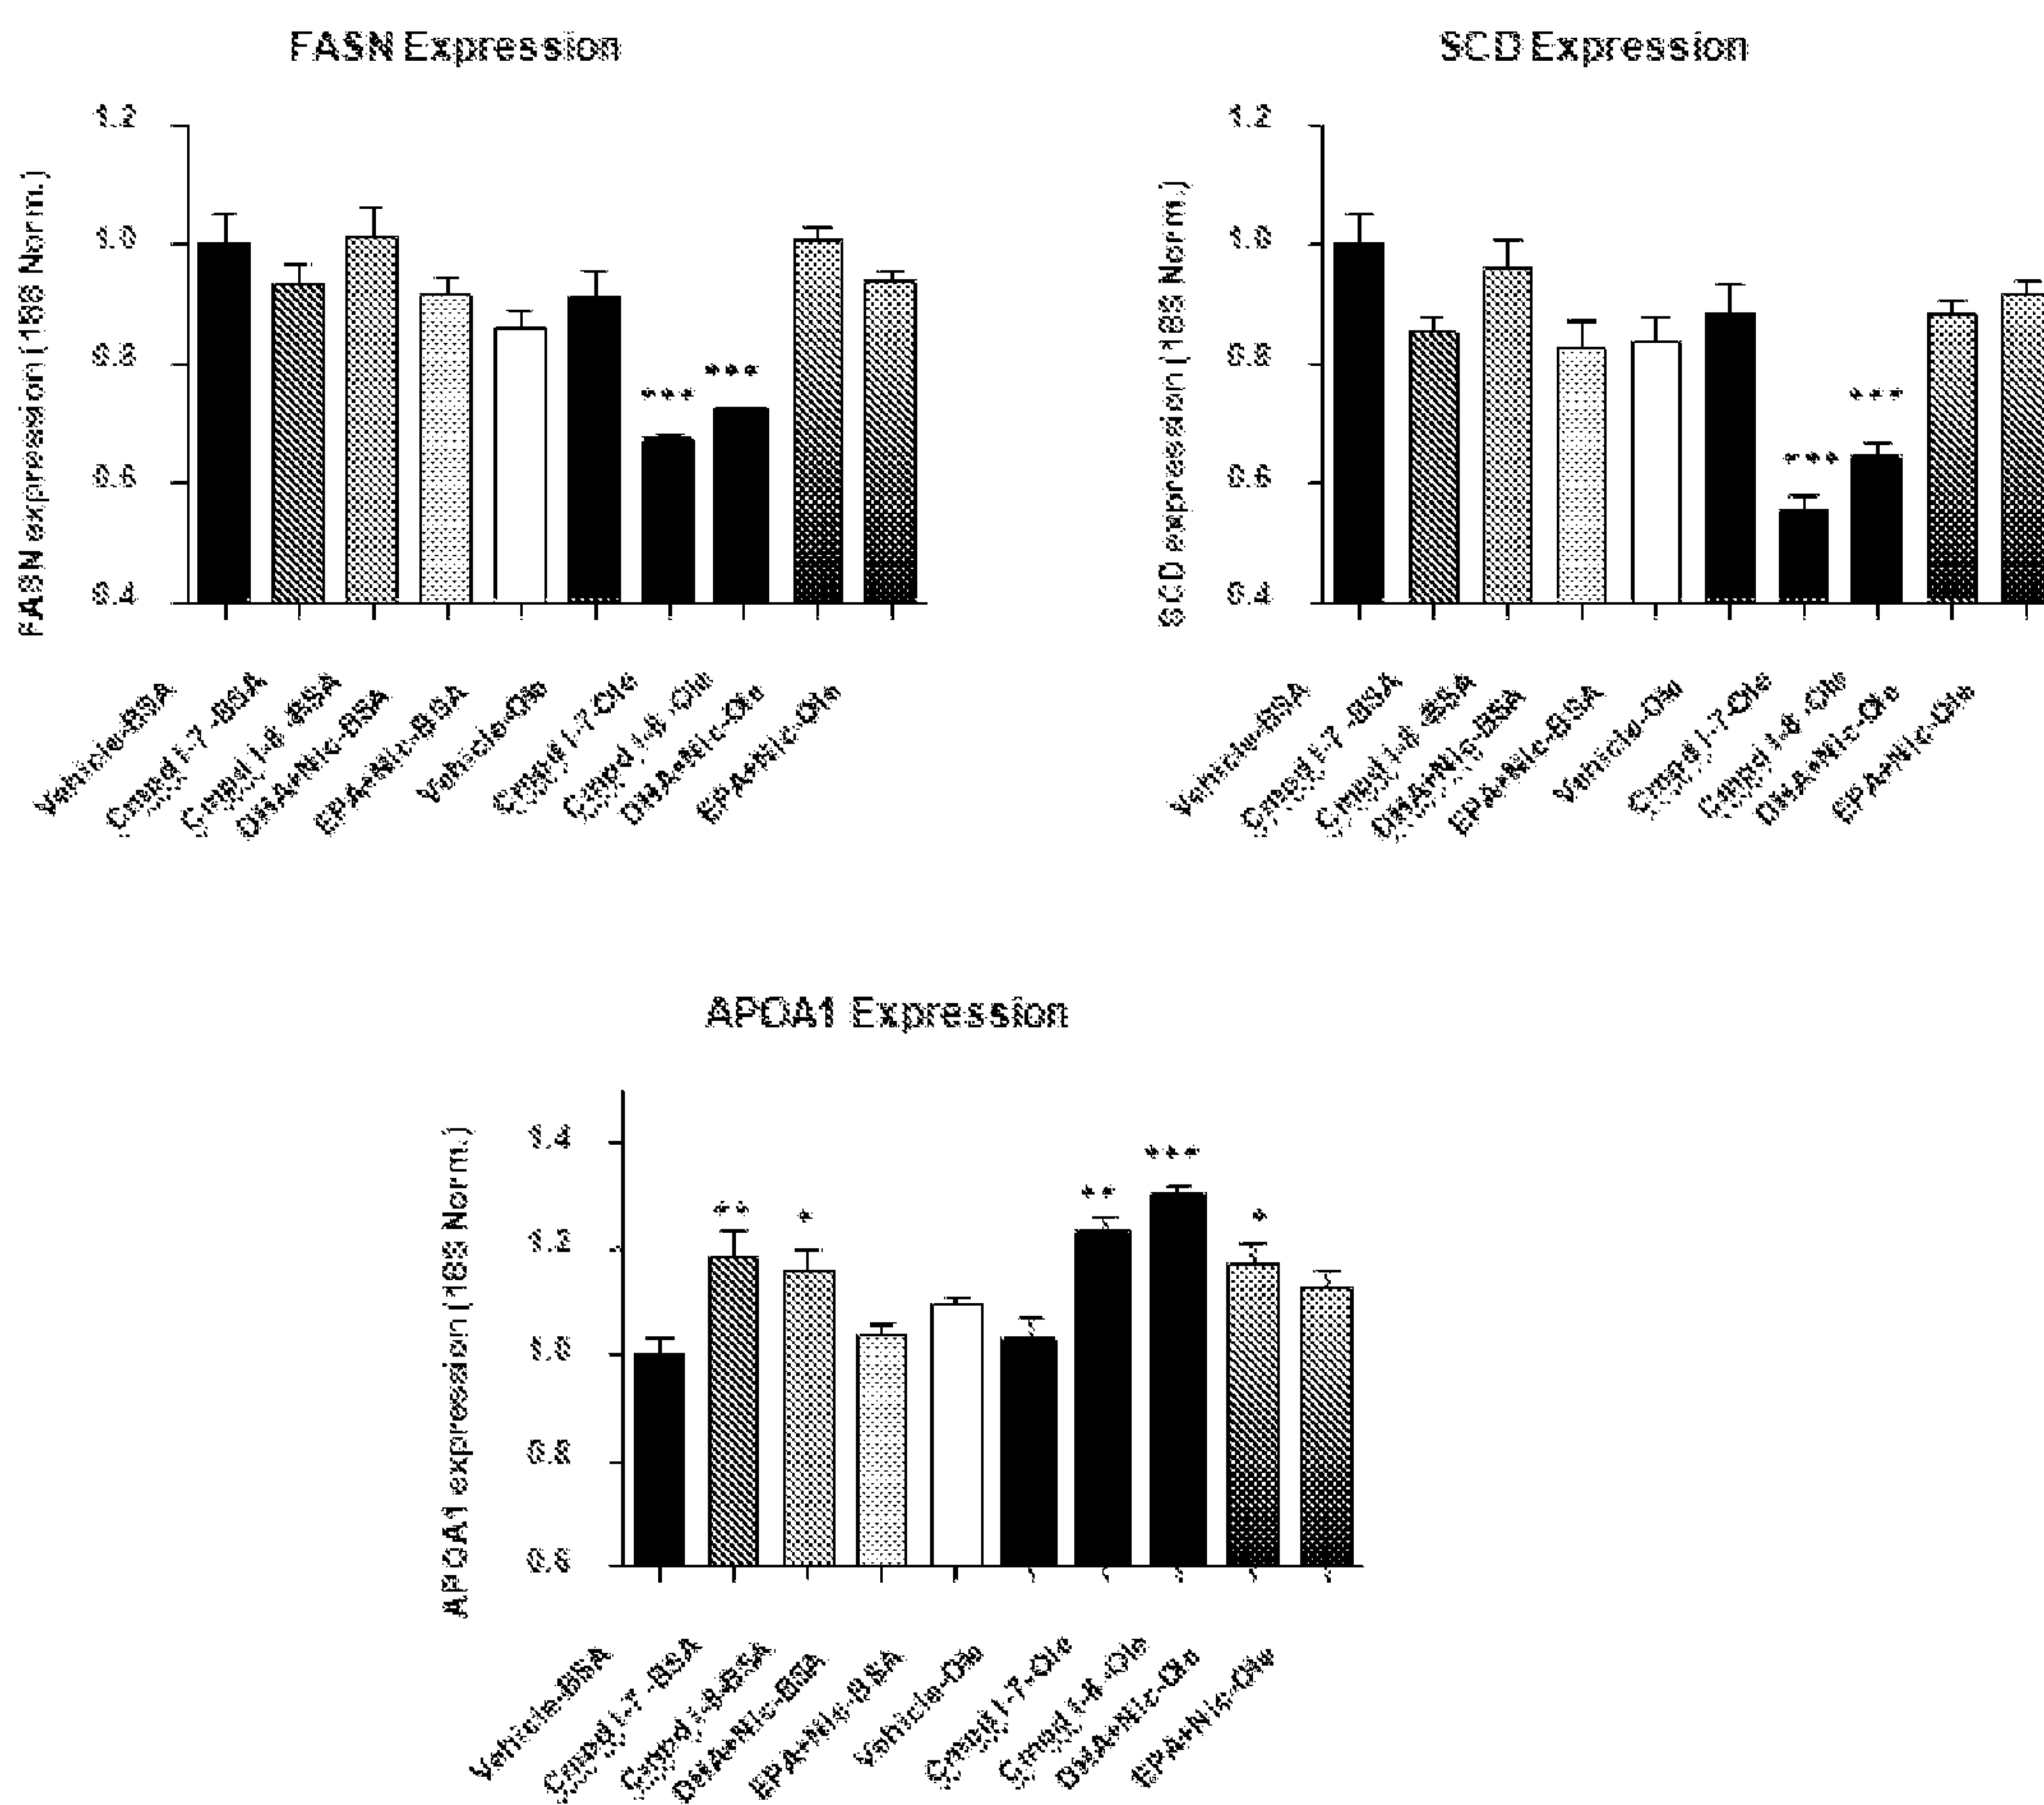 FASN Expression
FASN expression (18S Norm.)
1.2
1.0
0.8
0.6
0.4
***
***
Vehicle-BSA
Cmpd I-7 -BSA
Cmpd I-8 -BSA
DHA+Nic-BSA
EPA+Nic-BSA
Vehicle-Ole
Cmpd I-7-Ole
Cmpd I-8 -Ole
DHA+Nic-Ole
EPA+Nic-Ole
SCD Expression
SCD expression (18S Norm.)
1.2
1.0
0.8
0.6
0.4
***
***
Vehicle-BSA
Cmpd I-7 -BSA
Cmpd I-8 -BSA
DHA+Nic-BSA
EPA+Nic-BSA
Vehicle-Ole
Cmpd I-7-Ole
Cmpd I-8 -Ole
DHA+Nic-Ole
EPA+Nic-Ole
APOA1 Expression
APOA1 expression (18S Norm.)
1.4
1.2
1.0
0.8
0.6
**
*
**
***
*
Vehicle-BSA
Cmpd I-7 -BSA
Cmpd I-8-BSA
DHA+Nic-BSA
EPA+Nic-BSA
Vehicle-Ole
Cmpd I-7-Ole
Cmpd I-8 -Ole
DHA+Nic-Ole
EPA+Nic-Ole